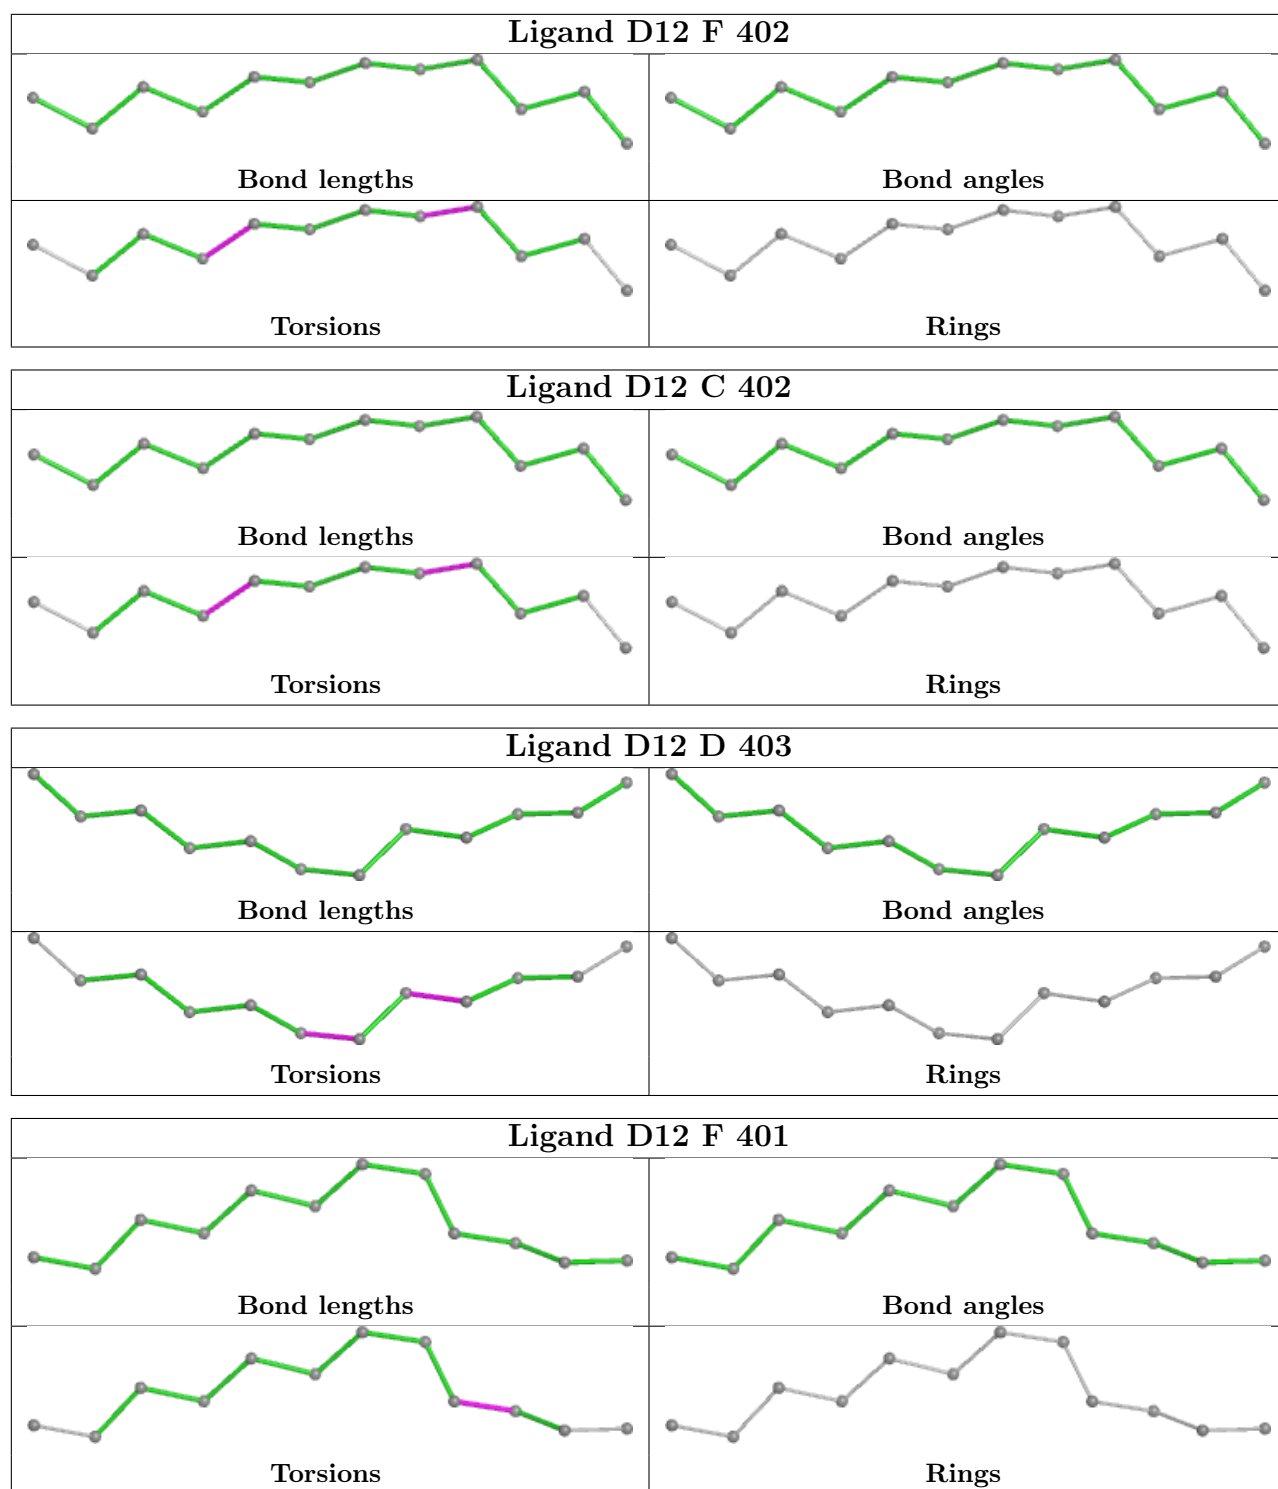 Ligand D12 F 402
Bond lengths
Bond angles
Torsions
Rings
Ligand D12 C 402
Bond lengths
Bond angles
Torsions
Rings
Ligand D12 D 403
Bond lengths
Bond angles
Torsions
Rings
Ligand D12 F 401
Bond lengths
Bond angles
Torsions
Rings